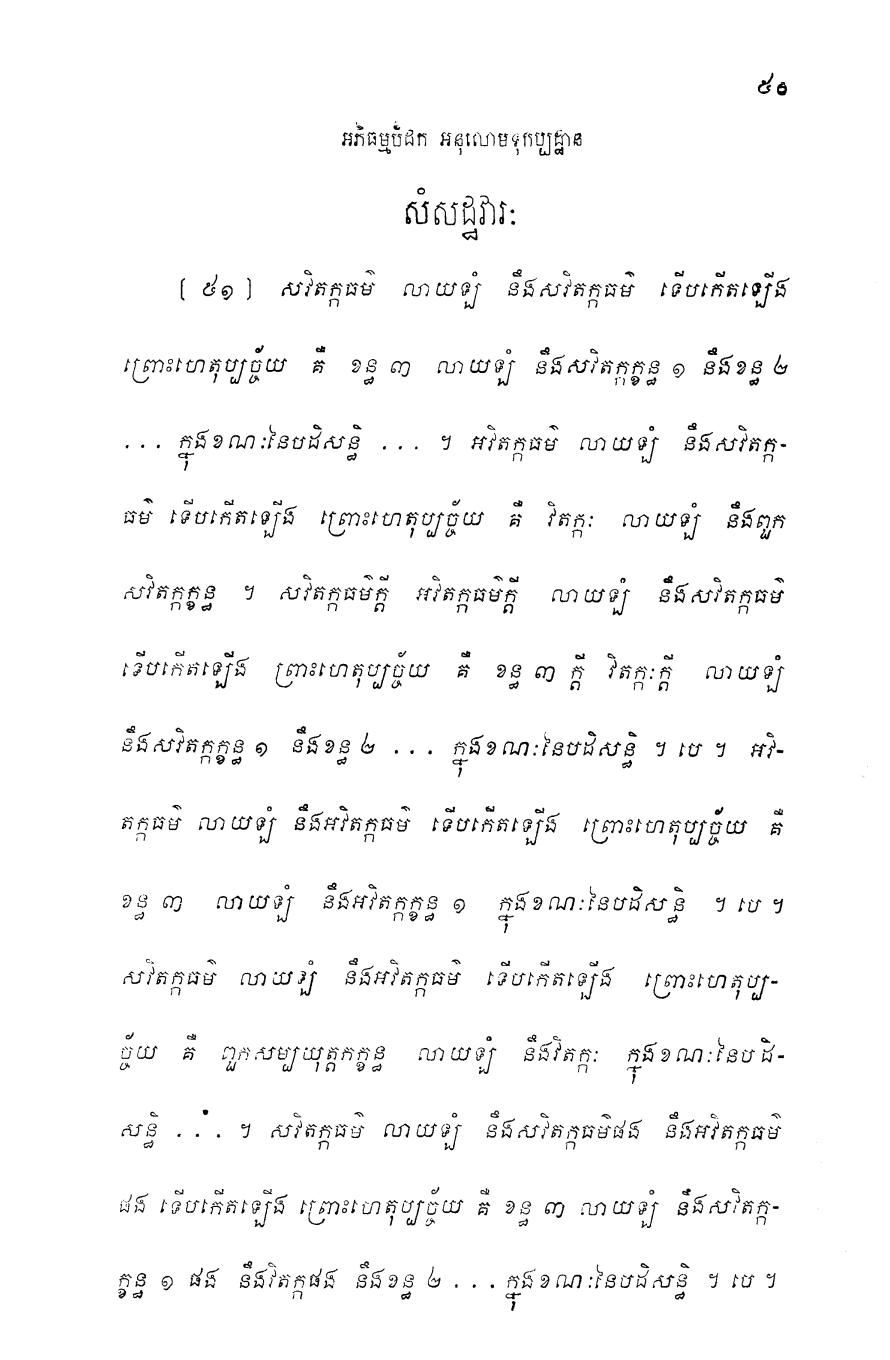 ៥១
អភិធម្មបិដក អនុលោមទុកប្បដ្ឋាន
សំសដ្ឋវារៈ
[ ៥១ ] សវិតក្កធម៌ លាយឡំ នឹងសវិតក្កធម៌ ទើបកើតឡើង
ព្រោះហេតុប្បច្ច័យ គឺ ខន្ធ ៣ លាយឡំ នឹងសវិតក្កក្ខន្ធ ១ នឹងខន្ធ ២
... ក្នុងខណៈនៃបដិសន្ធិ ... ។ អវិតក្កធម៌ លាយឡំ នឹងសវិតក្ក-
ធម៌ ទើបកើតឡើង ព្រោះហេតុប្បច្ច័យ គឺ វិតក្កៈ លាយឡំ នឹងពួក
សវិតក្កក្ខន្ធ ។ សវិតក្កធម៌ក្តី អវិតក្កធម៌ក្តី លាយឡំ នឹងសវិតក្កធម៌
ទើបកើតឡើង ព្រោះហេតុប្បច្ច័យ គឺ ខន្ធ ៣ ក្តី វិតក្កៈក្តី លាយឡំ
នឹងសវិតក្កក្ខន្ធ ១ នឹងខន្ធ ២ ... ក្នុងខណៈនៃបដិសន្ធិ ។ បេ ។ អវិ-
តក្កធម៌ លាយឡំ នឹងអវិតក្កធម៌ ទើបកើតឡើង ព្រោះហេតុប្បច្ច័យ គឺ
ខន្ធ ៣ លាយឡំ នឹងអវិតក្កក្ខន្ធ ១ ក្នុងខណៈនៃបដិសន្ធិ ។ បេ ។
សវិតក្កធម៌ លាយឡំ នឹងអវិតក្កធម៌ ទើបកើតឡើង ព្រោះហេតុប្ប-
ច្ច័យ គឺ ពួកសម្បយុត្តកក្ខន្ធ លាយឡំ នឹងវិតក្កៈ ក្នុងខណៈនៃបដិ-
សន្ធិ ... ។ សវិតក្កធម៌ លាយឡំ នឹងសវិតក្កធម៌ផង នឹងអវិតក្កធម៌
ផង ទើបកើតឡើង ព្រោះហេតុប្បច្ច័យ គឺ ខន្ធ ៣ លាយឡំ នឹងសវិតក្ក-
ក្ខន្ធ ១ ផង នឹងវិតក្កផង នឹងខន្ធ ២ ... ក្នុងខណៈនៃបដិសន្ធិ ។ បេ ។